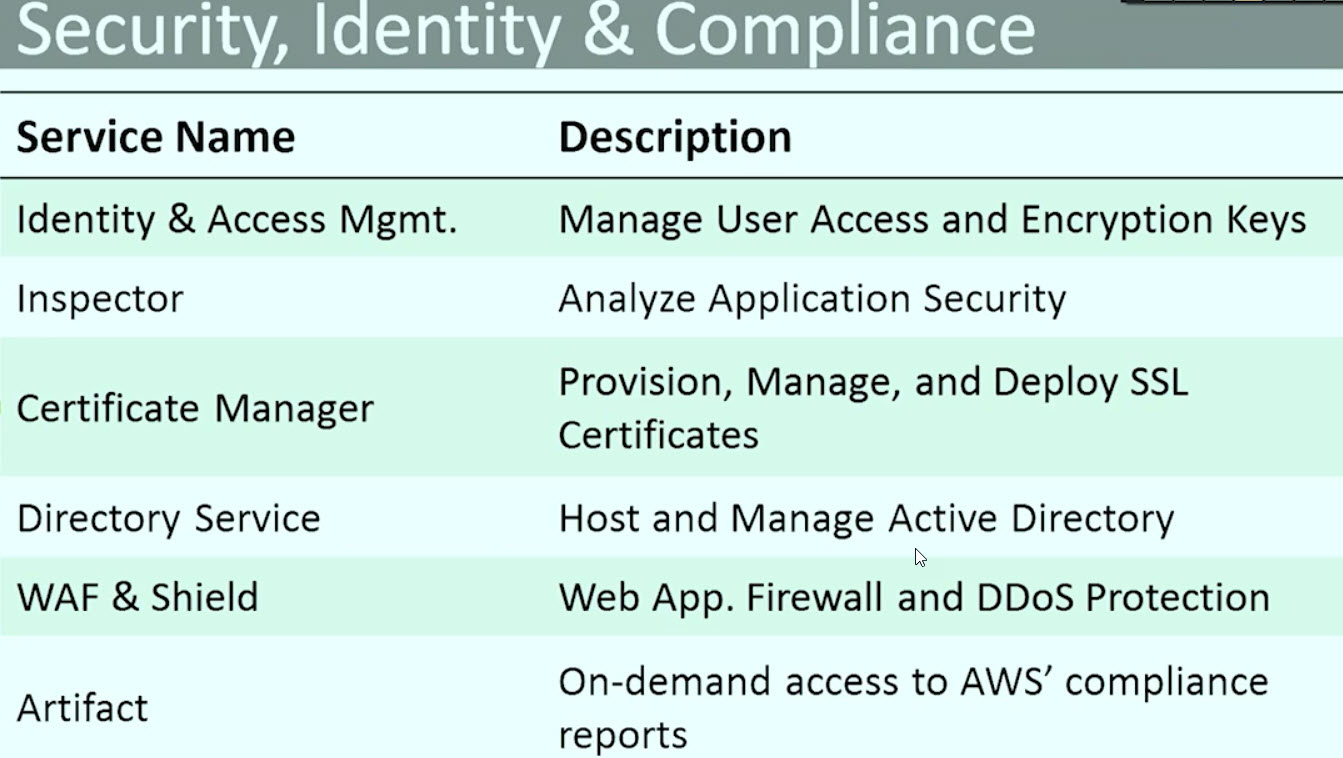 Security, Identity & Compliance
Service Name Description
Identity & Access Mgmt. Manage User Access and Encryption Keys
Inspector Analyze Application Security
Certificate Manager Provision, Manage, and Deploy SSL
Certificates
Directory Service Host and Manage Active Directory
WAF & Shield Web App. Firewall and DDoS Protection
Artifact On-demand access to AWS’ compliance
reports